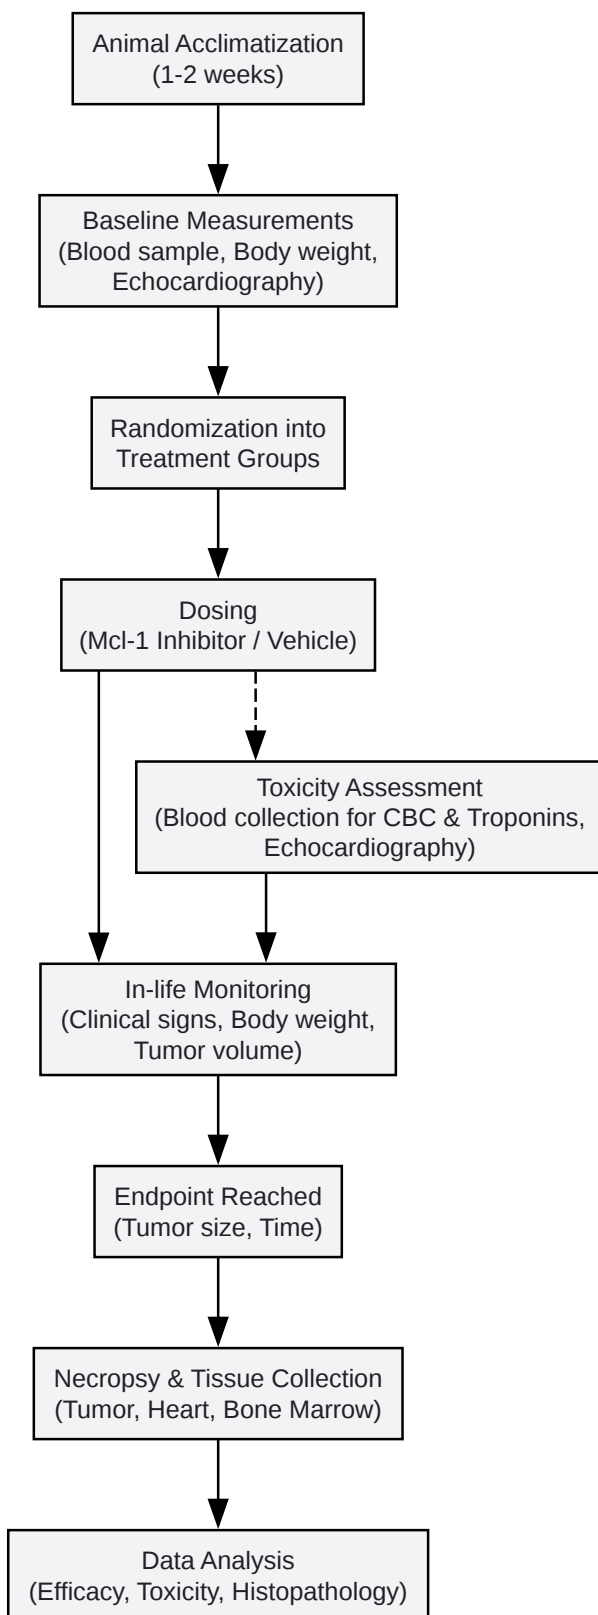 Animal Acclimatization
(1-2 weeks)
Baseline Measurements
(Blood sample, Body weight,
Echocardiography)
Randomization into
Treatment Groups
Dosing
(Mcl-1 Inhibitor / Vehicle)
Toxicity Assessment
(Blood collection for CBC & Troponins,
Echocardiography)
In-life Monitoring
(Clinical signs, Body weight,
Tumor volume)
Endpoint Reached
(Tumor size, Time)
Necropsy & Tissue Collection
(Tumor, Heart, Bone Marrow)
Data Analysis
(Efficacy, Toxicity, Histopathology)